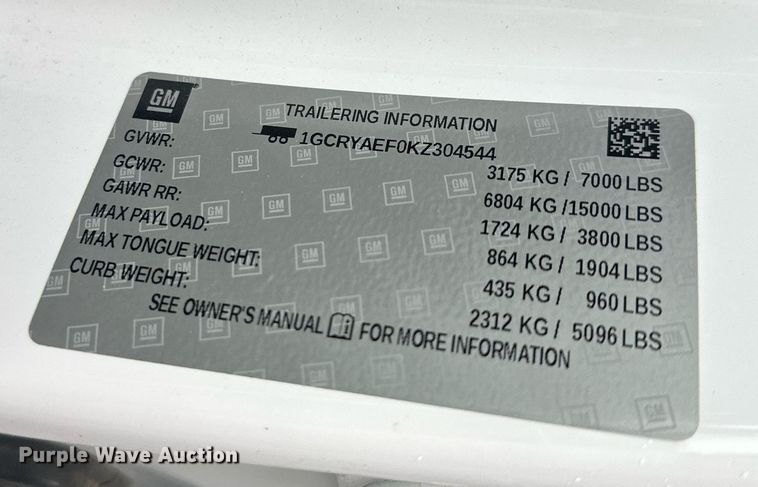 GM
TRAILERING INFORMATION
1GCRYAEF0KZ304544
GVWR: 3175 KG / 7000 LBS
GCWR: 6804 KG /15000 LBS
GAWR RR: 1724 KG / 3800 LBS
MAX PAYLOAD: 864 KG / 1904 LBS
MAX TONGUE WEIGHT: 435 KG / 960 LBS
CURB WEIGHT: 2312 KG / 5096 LBS
SEE OWNER'S MANUAL FOR MORE INFORMATION
Purple Wave Auction